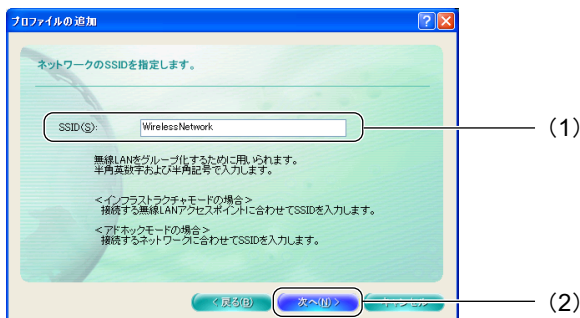 プロファイルの追加
ネットワークのSSIDを指定します。
SSID(S): WirelessNetwork
(1)
無線LANをグループ化するために用いられます。
半角英数字および半角記号で入力します。
<インフラストラクチャモードの場合>
接続する無線LANアクセスポイントに合わせてSSIDを入力します。
<アドホックモードの場合>
接続するネットワークに合わせてSSIDを入力します。
< 戻る(B) 次へ(N) > キャンセル
(2)